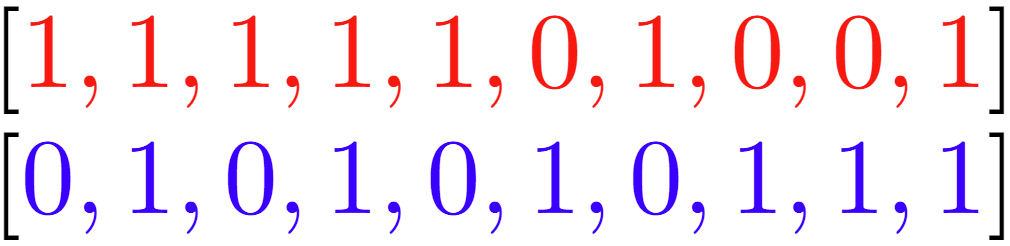 [1, 1, 1, 1, 1, 0, 1, 0, 0, 1]
[0, 1, 0, 1, 0, 1, 0, 1, 1, 1]